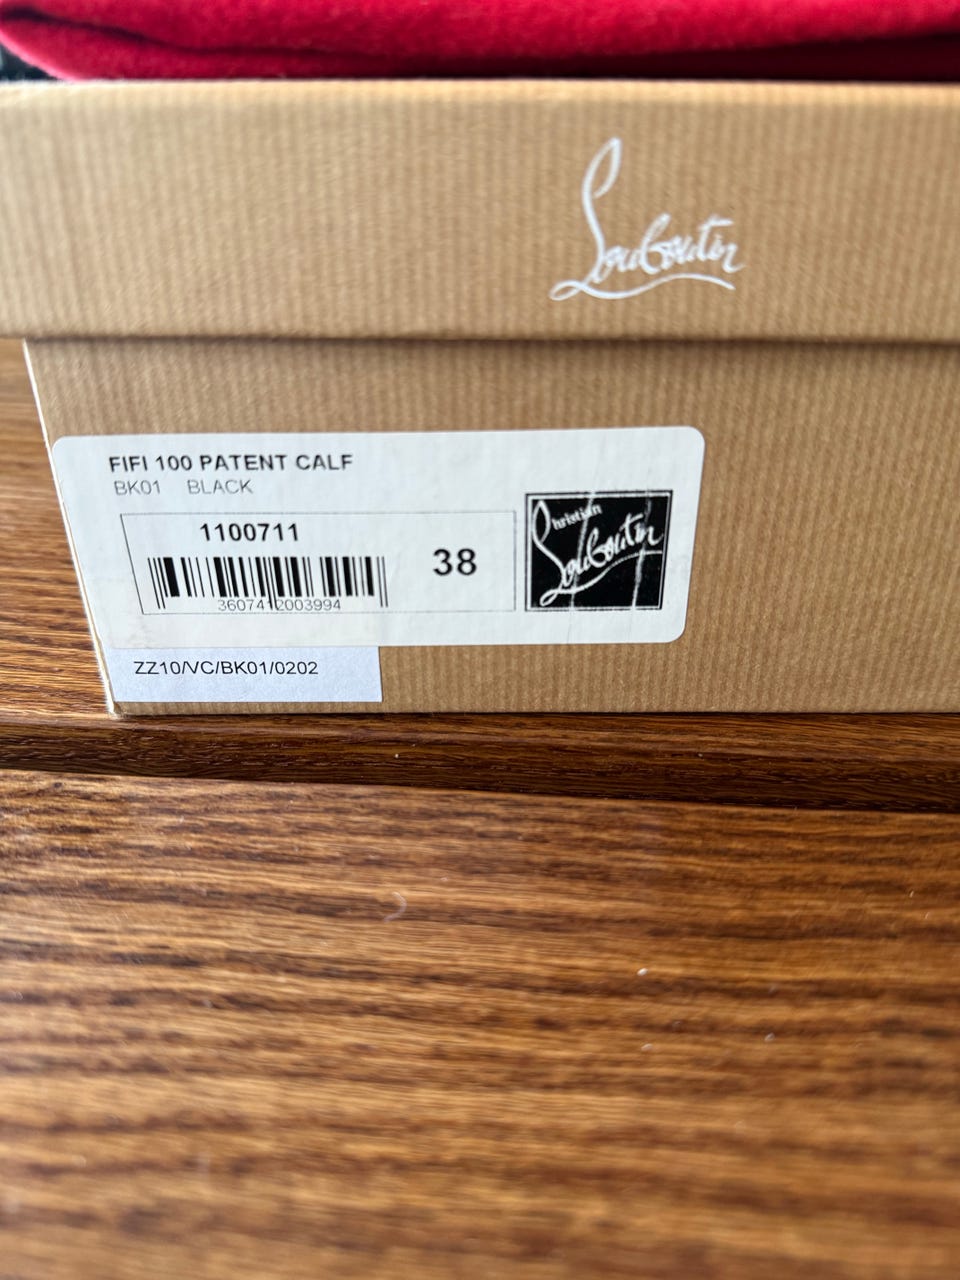 Louboutin
FIFI 100 PATENT CALF
BK01 BLACK
1100711
38
3607412003994
Christian
Louboutin
ZZ10/VC/BK01/0202